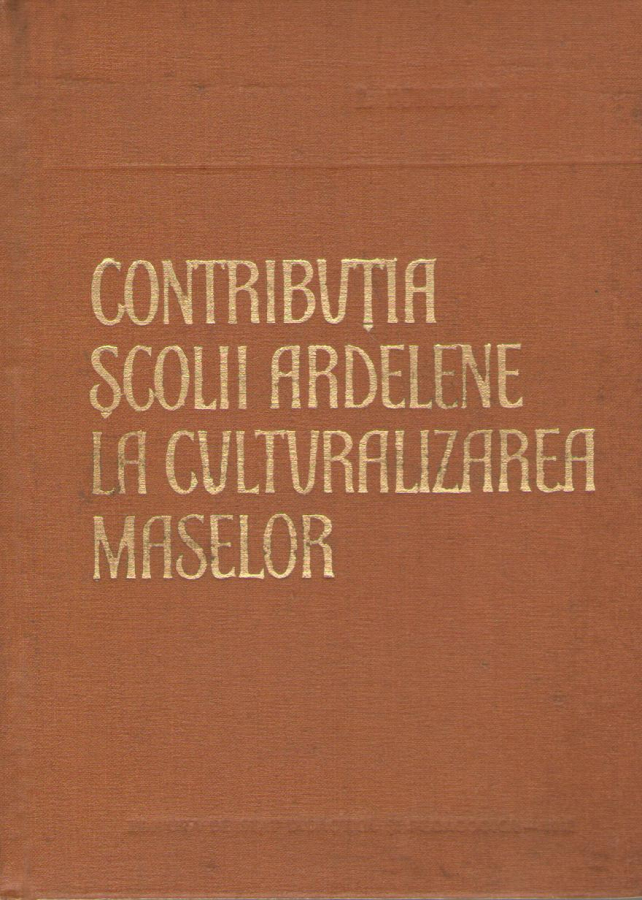 CONTRIBUȚIA
ȘCOLII ARDELENE
LA CULTURALIZAREA
MASELOR